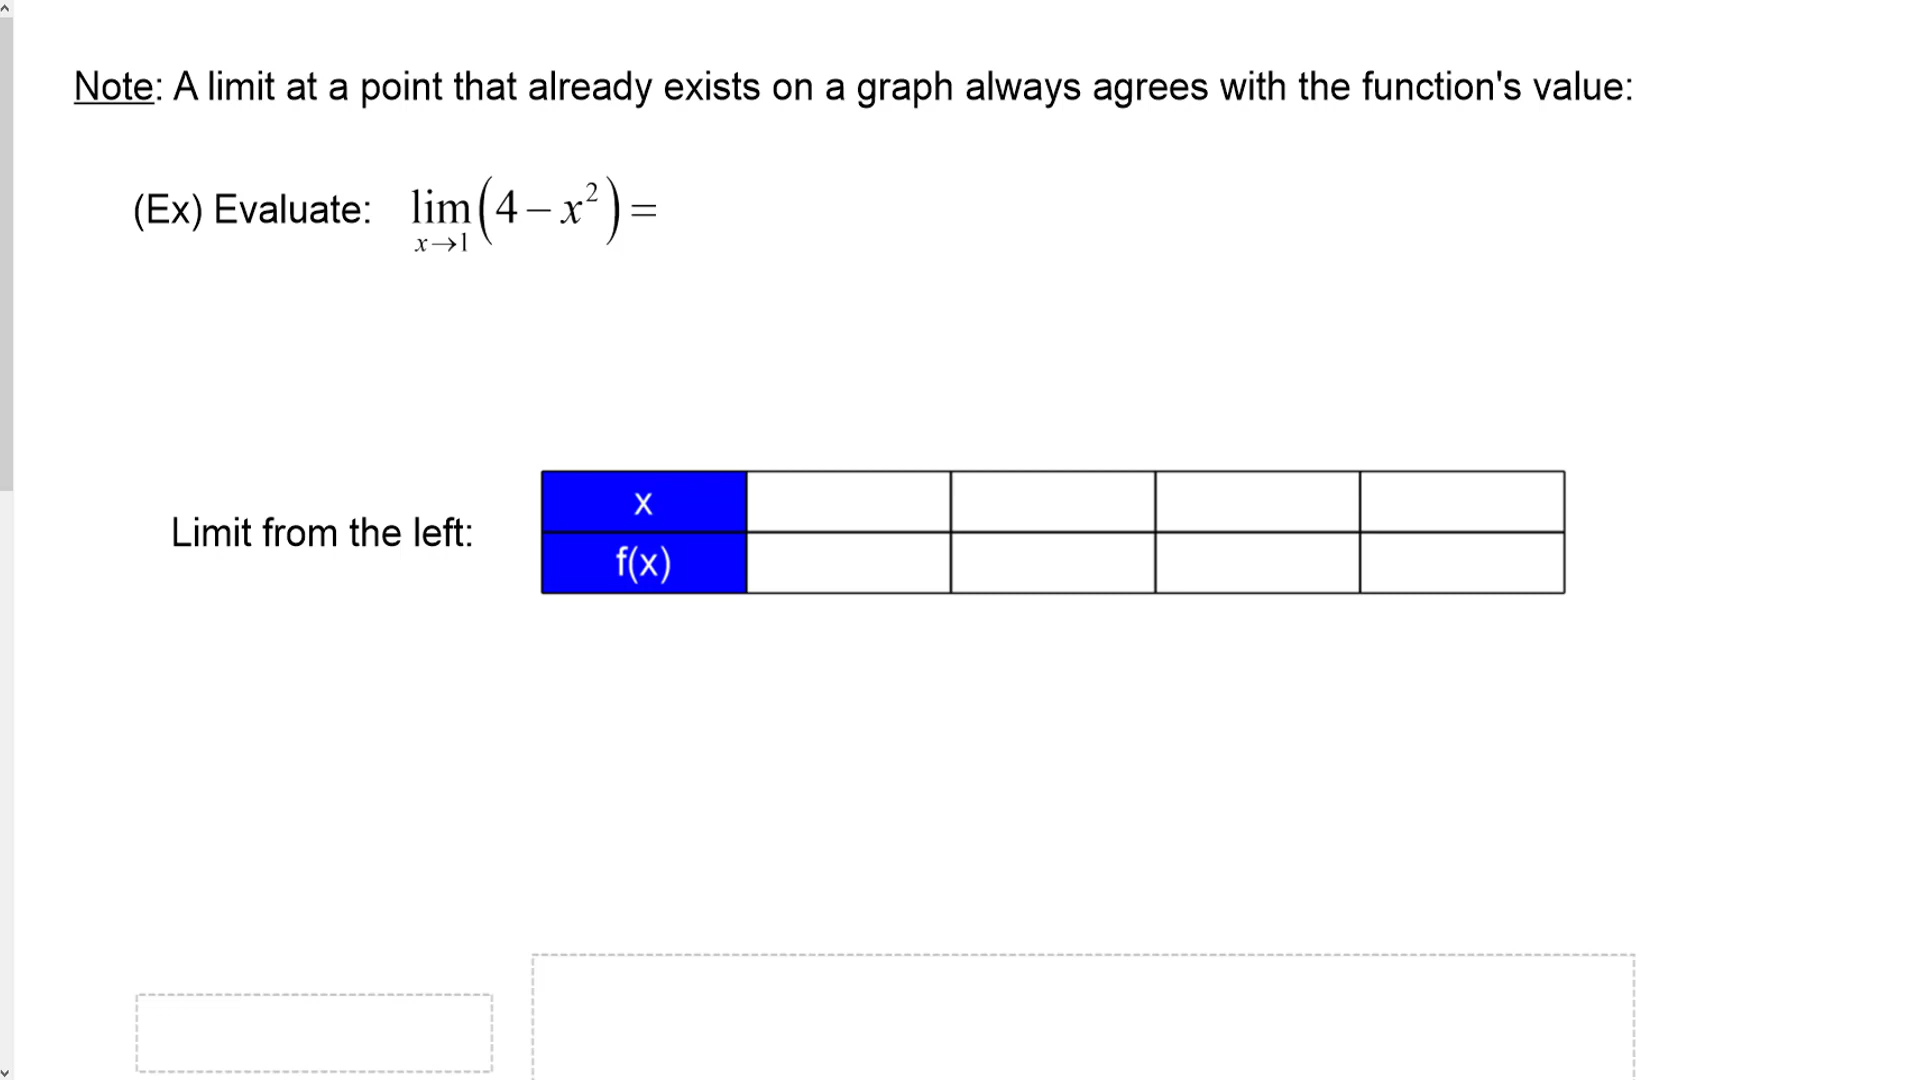 Note: A limit at a point that already exists on a graph always agrees with the function's value:
(Ex) Evaluate: lim x→1 (4 − x²) =
Limit from the left:
x
f(x)